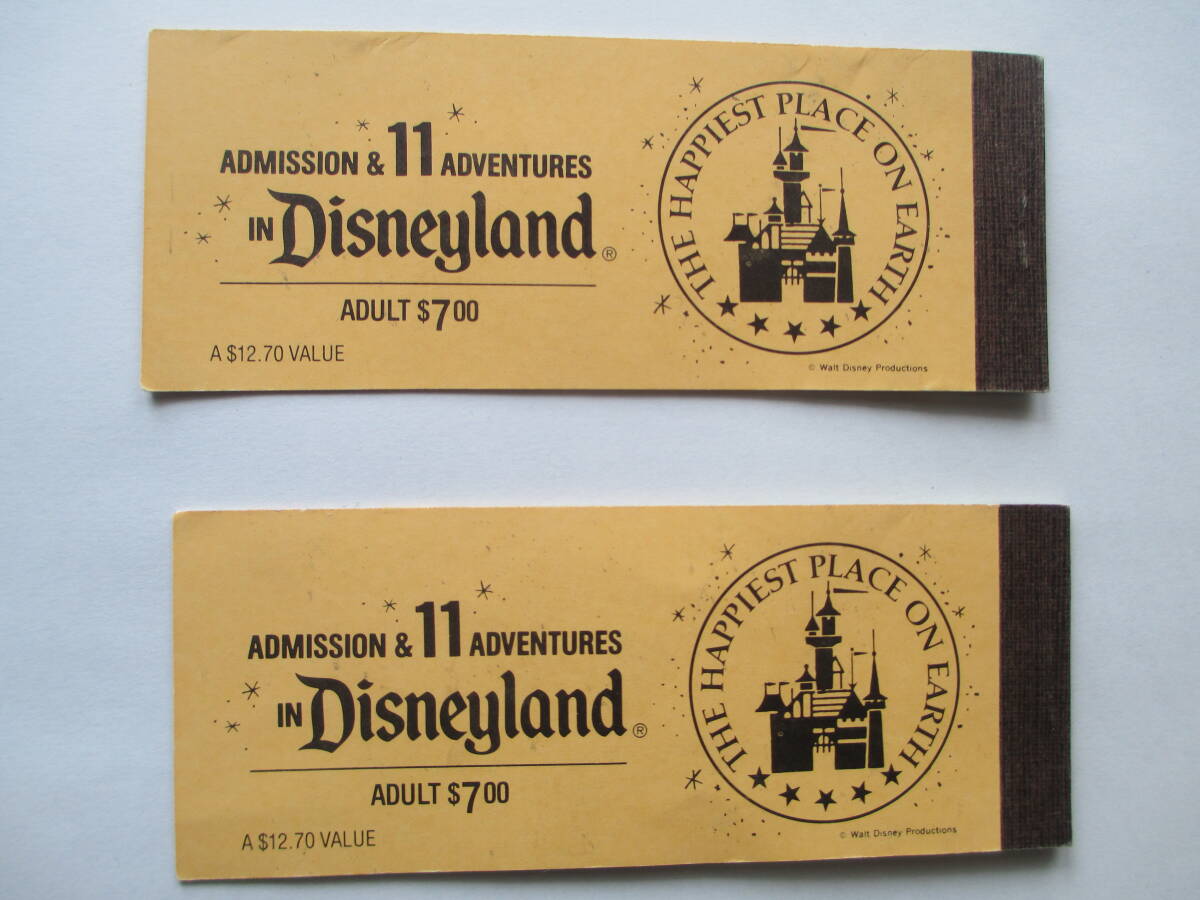 ADMISSION & 11 ADVENTURES
IN Disneyland®
ADULT $7.00
A $12.70 VALUE
THE HAPPIEST PLACE ON EARTH
© Walt Disney Productions
ADMISSION & 11 ADVENTURES
IN Disneyland®
ADULT $7.00
A $12.70 VALUE
THE HAPPIEST PLACE ON EARTH
© Walt Disney Productions